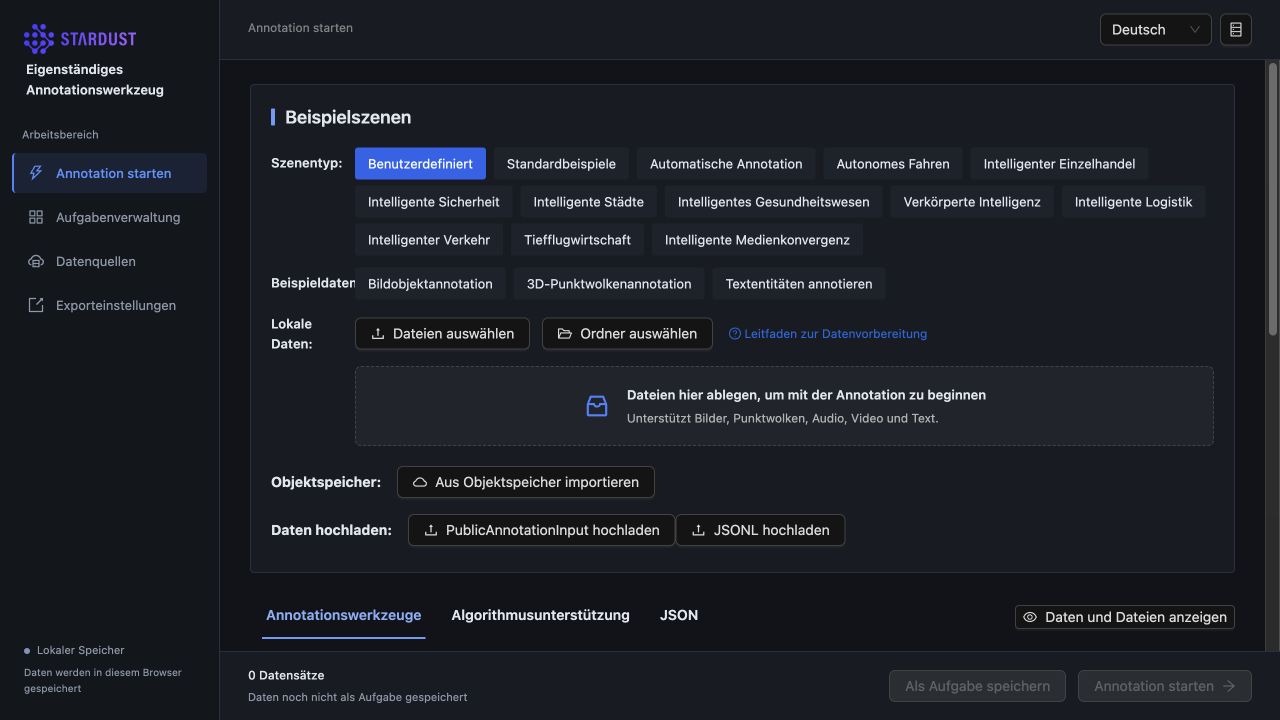 STARDUST
Eigenständiges
Annotationswerkzeug
Arbeitsbereich
Annotation starten
Aufgabenverwaltung
Datenquellen
Exporteinstellungen
Lokaler Speicher
Daten werden in diesem Browser
gespeichert
Annotation starten
Deutsch
Beispielszenen
Szenentyp:
Benutzerdefiniert
Standardbeispiele
Automatische Annotation
Autonomes Fahren
Intelligenter Einzelhandel
Intelligente Sicherheit
Intelligente Städte
Intelligentes Gesundheitswesen
Verkörperte Intelligenz
Intelligente Logistik
Intelligenter Verkehr
Tiefflugwirtschaft
Intelligente Medienkonvergenz
Beispieldaten
Bildobjektannotation
3D-Punktwolkenannotation
Textentitäten annotieren
Lokale
Daten:
Dateien auswählen
Ordner auswählen
Leitfaden zur Datenvorbereitung
Dateien hier ablegen, um mit der Annotation zu beginnen
Unterstützt Bilder, Punktwolken, Audio, Video und Text.
Objektspeicher:
Aus Objektspeicher importieren
Daten hochladen:
PublicAnnotationInput hochladen
JSONL hochladen
Annotationswerkzeuge
Algorithmusunterstützung
JSON
Daten und Dateien anzeigen
0 Datensätze
Daten noch nicht als Aufgabe gespeichert
Als Aufgabe speichern
Annotation starten